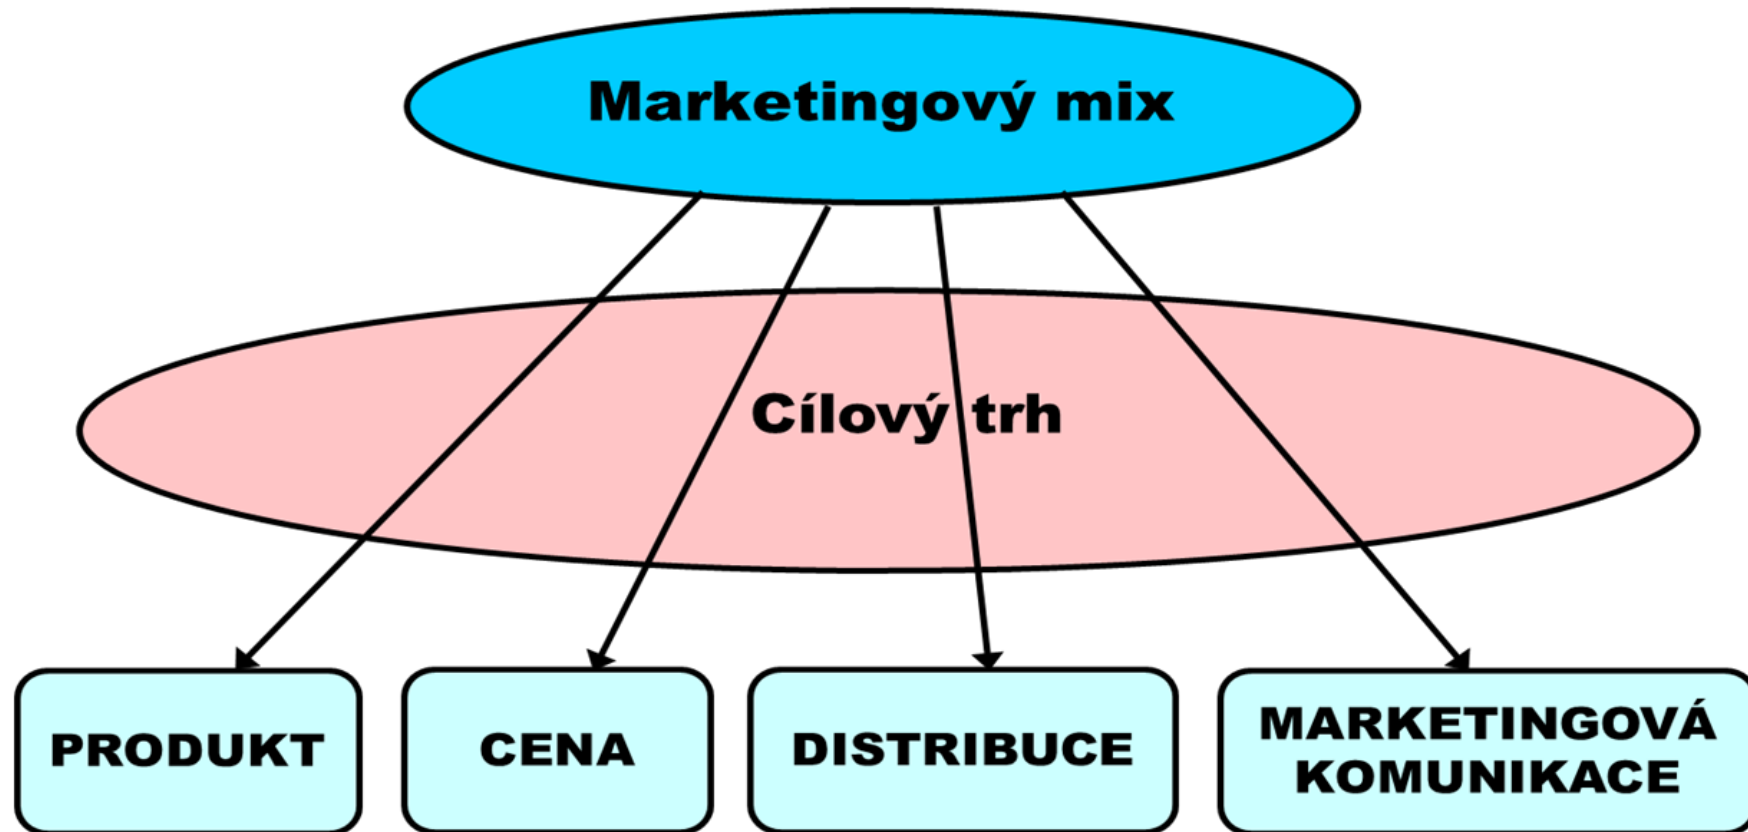 Marketingový mix
Cílový trh
PRODUKT
CENA
DISTRIBUCE
MARKETINGOVÁ
KOMUNIKACE